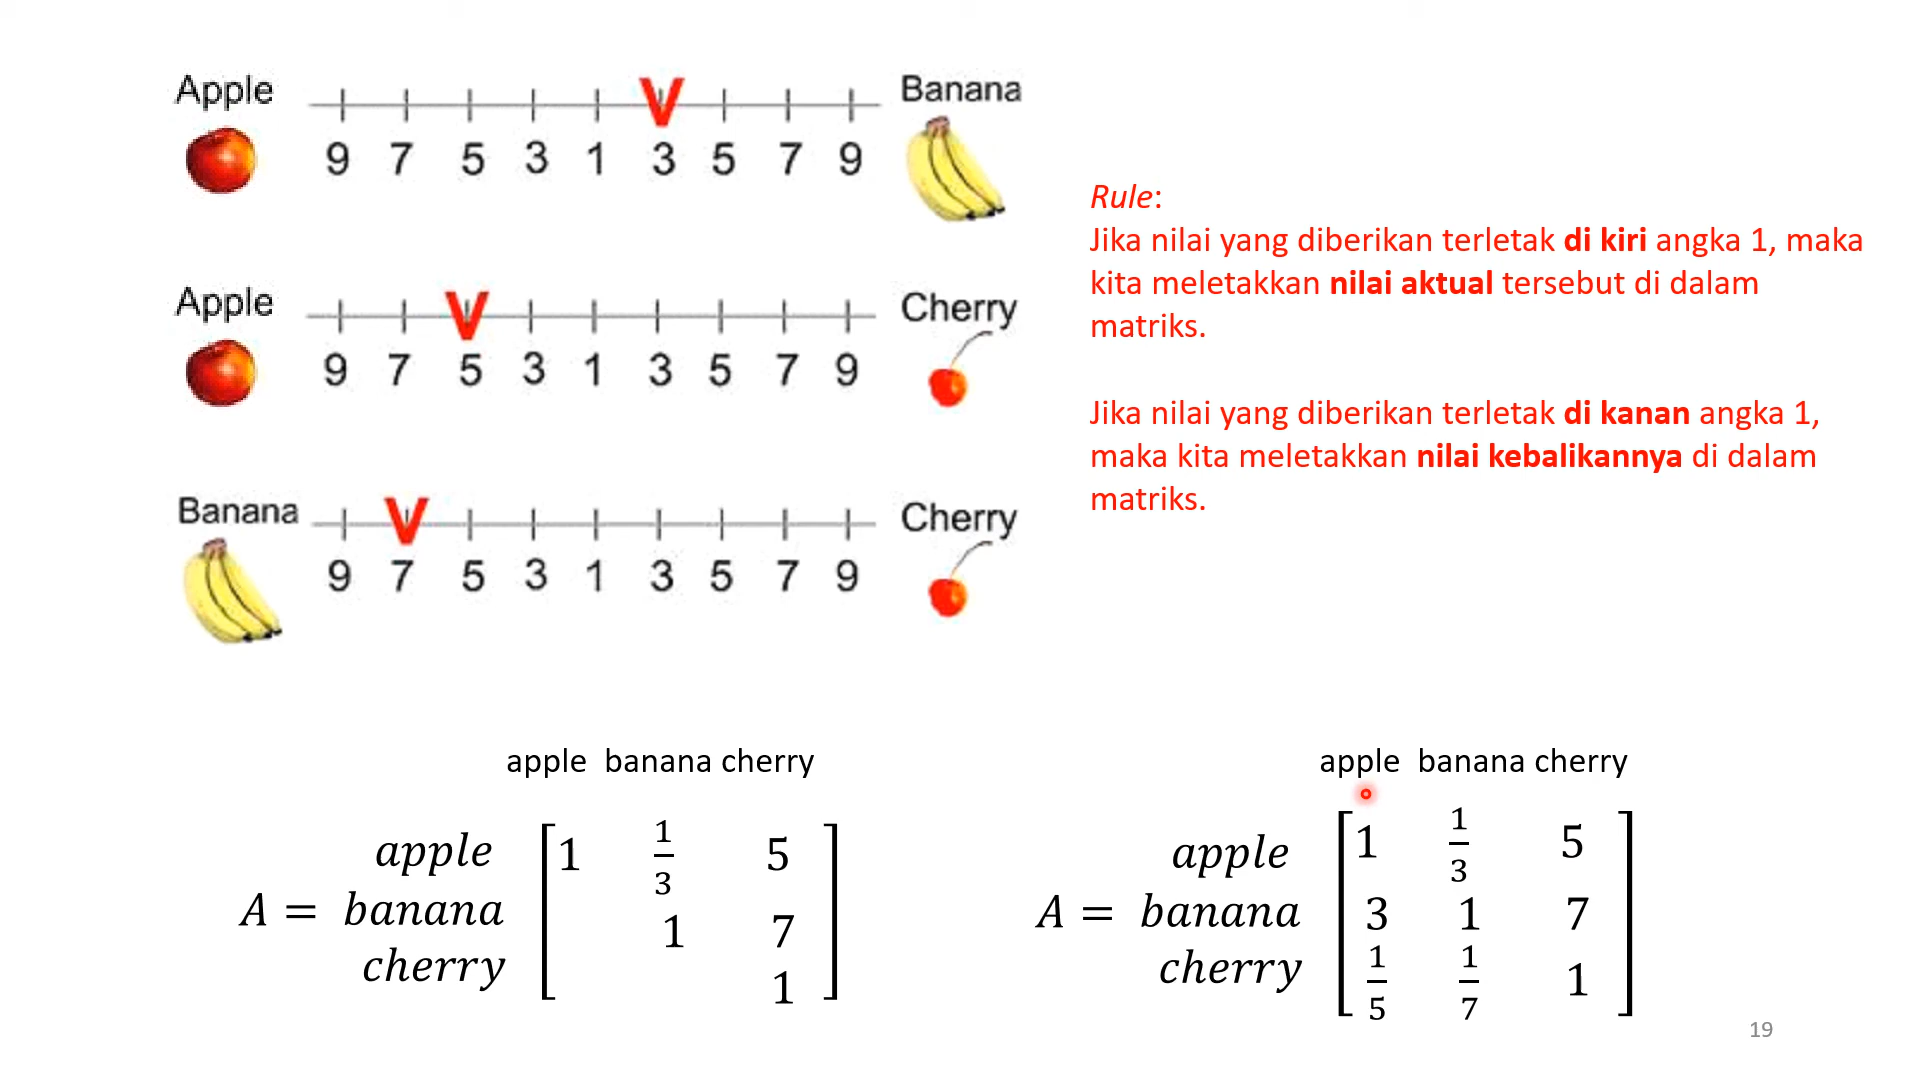 Apple Banana
9 7 5 3 1 3 5 7 9
Apple Cherry
9 7 5 3 1 3 5 7 9
Banana Cherry
9 7 5 3 1 3 5 7 9
Rule:
Jika nilai yang diberikan terletak di kiri angka 1, maka
kita meletakkan nilai aktual tersebut di dalam
matriks.
Jika nilai yang diberikan terletak di kanan angka 1,
maka kita meletakkan nilai kebalikannya di dalam
matriks.
apple banana cherry
apple 1 1/3 5
A = banana 1 7
cherry 1
apple banana cherry
apple 1 1/3 5
A = banana 3 1 7
cherry 1/5 1/7 1
19